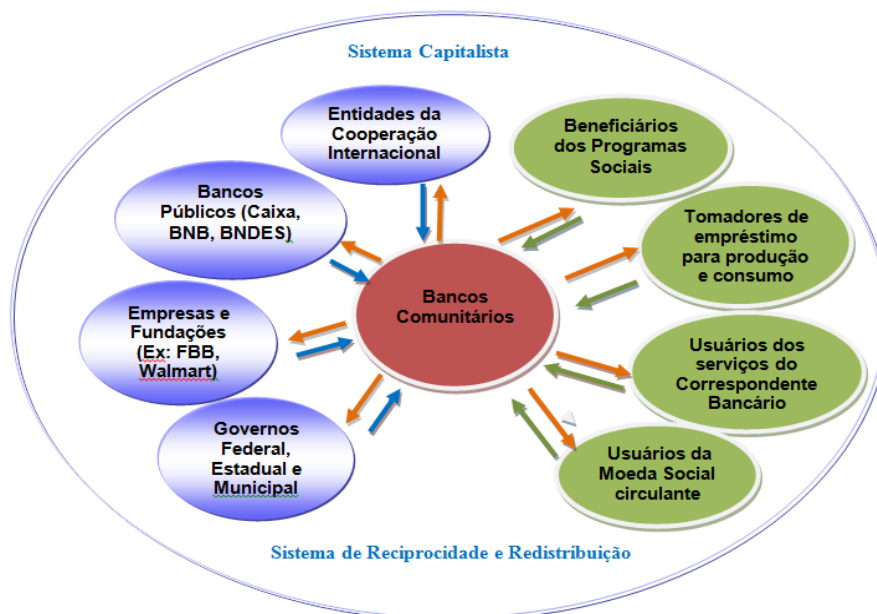 Sistema Capitalista
Entidades da
Cooperação
Internacional
Beneficiários
dos Programas
Sociais
Bancos
Públicos (Caixa,
BNB, BNDES)
Tomadores de
empréstimo
para produção
e consumo
Bancos
Comunitários
Empresas e
Fundações
(Ex: FBB,
Walmart)
Usuários dos
serviços do
Correspondente
Bancário
Governos
Federal,
Estadual e
Municipal
Usuários da
Moeda Social
circulante
Sistema de Reciprocidade e Redistribuição